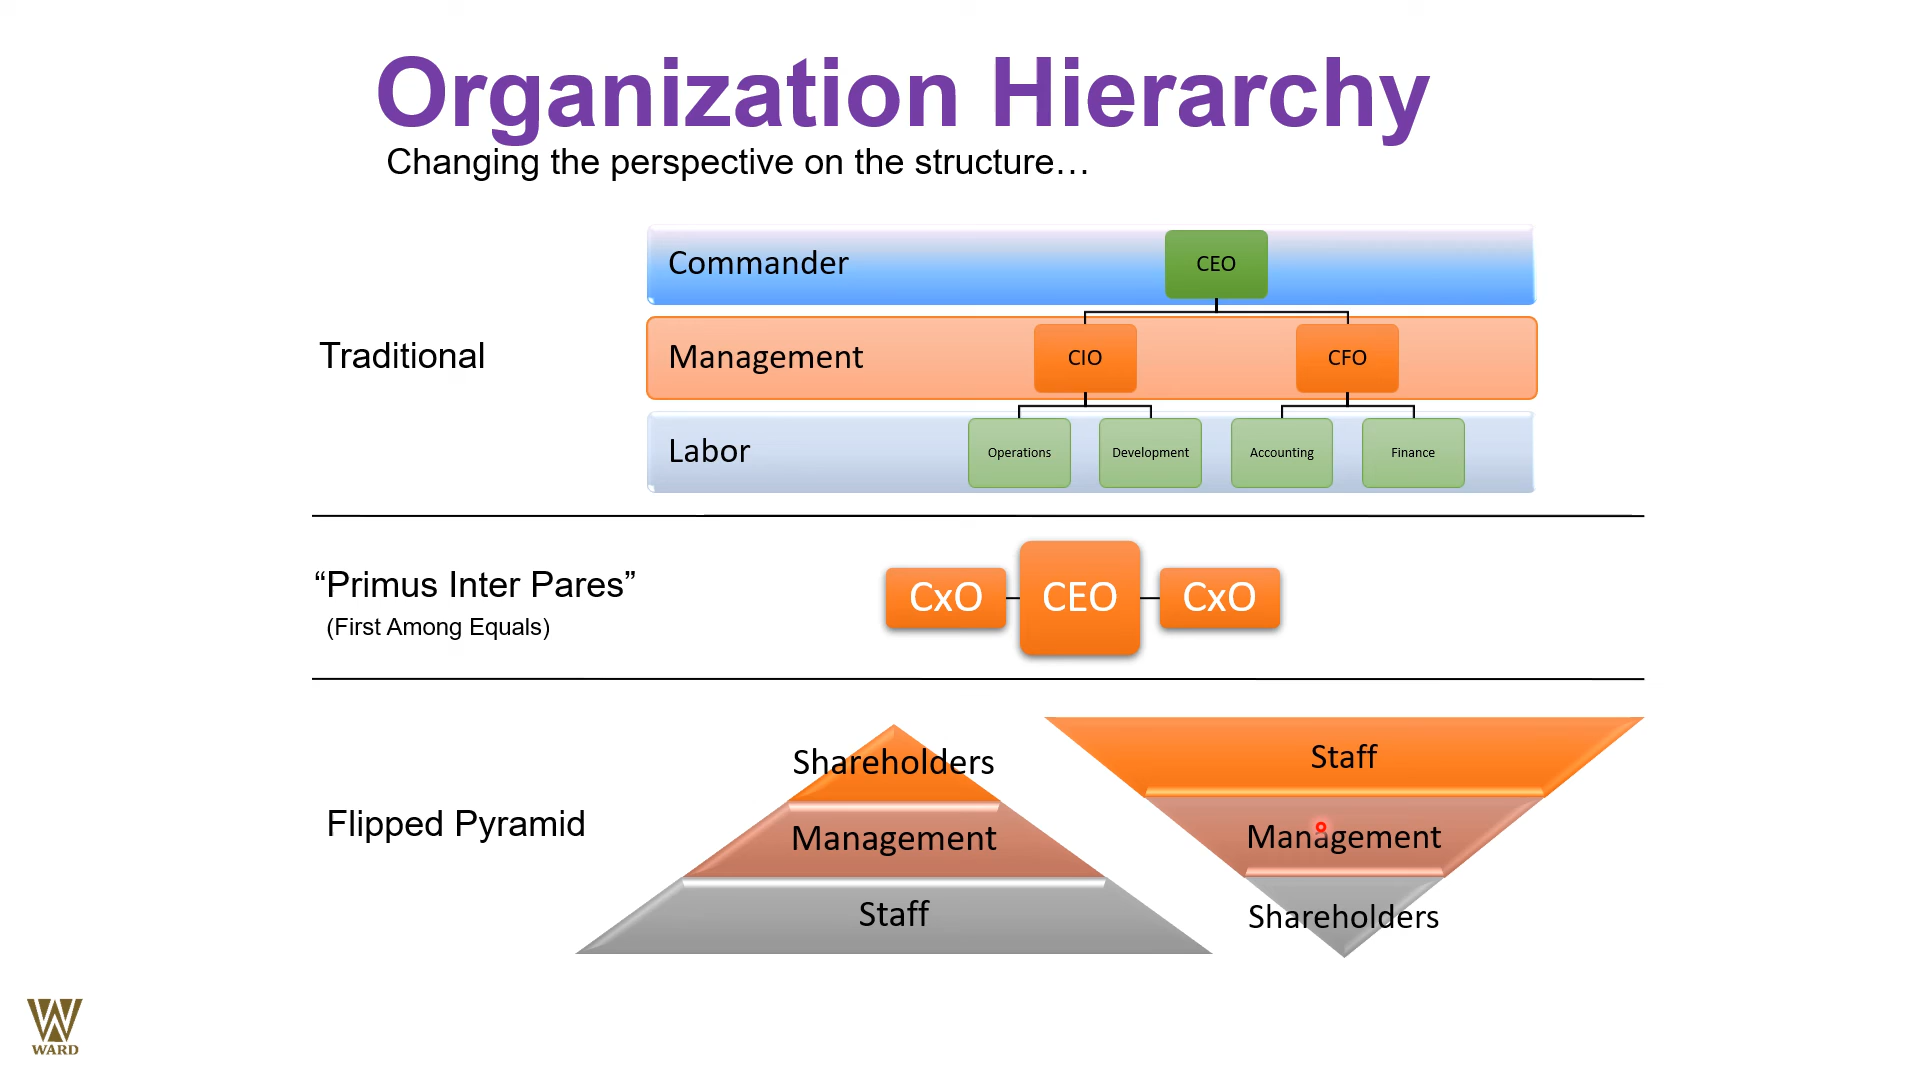 Organization Hierarchy
Changing the perspective on the structure…
Traditional
Commander
CEO
Management
CIO
CFO
Labor
Operations
Development
Accounting
Finance
“Primus Inter Pares”
(First Among Equals)
CxO
CEO
CxO
Flipped Pyramid
Shareholders
Management
Staff
Staff
Management
Shareholders
WARD